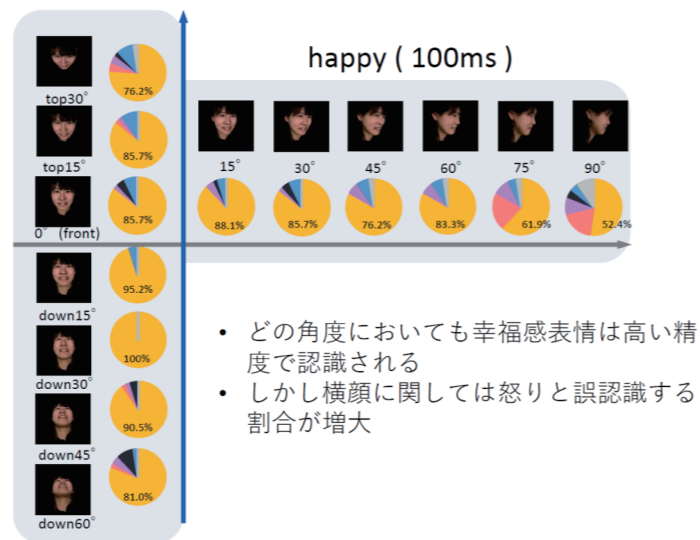 happy ( 100ms )
76.2%
top30°
85.7%
top15°
85.7%
0° (front)
15°
30°
45°
60°
75°
90°
88.1%
85.7%
76.2%
83.3%
61.9%
52.4%
95.2%
down15°
100%
down30°
90.5%
down45°
81.0%
down60°
• どの角度においても幸福感表情は高い精
度で認識される
• しかし横顔に関しては怒りと誤認識する
割合が増大